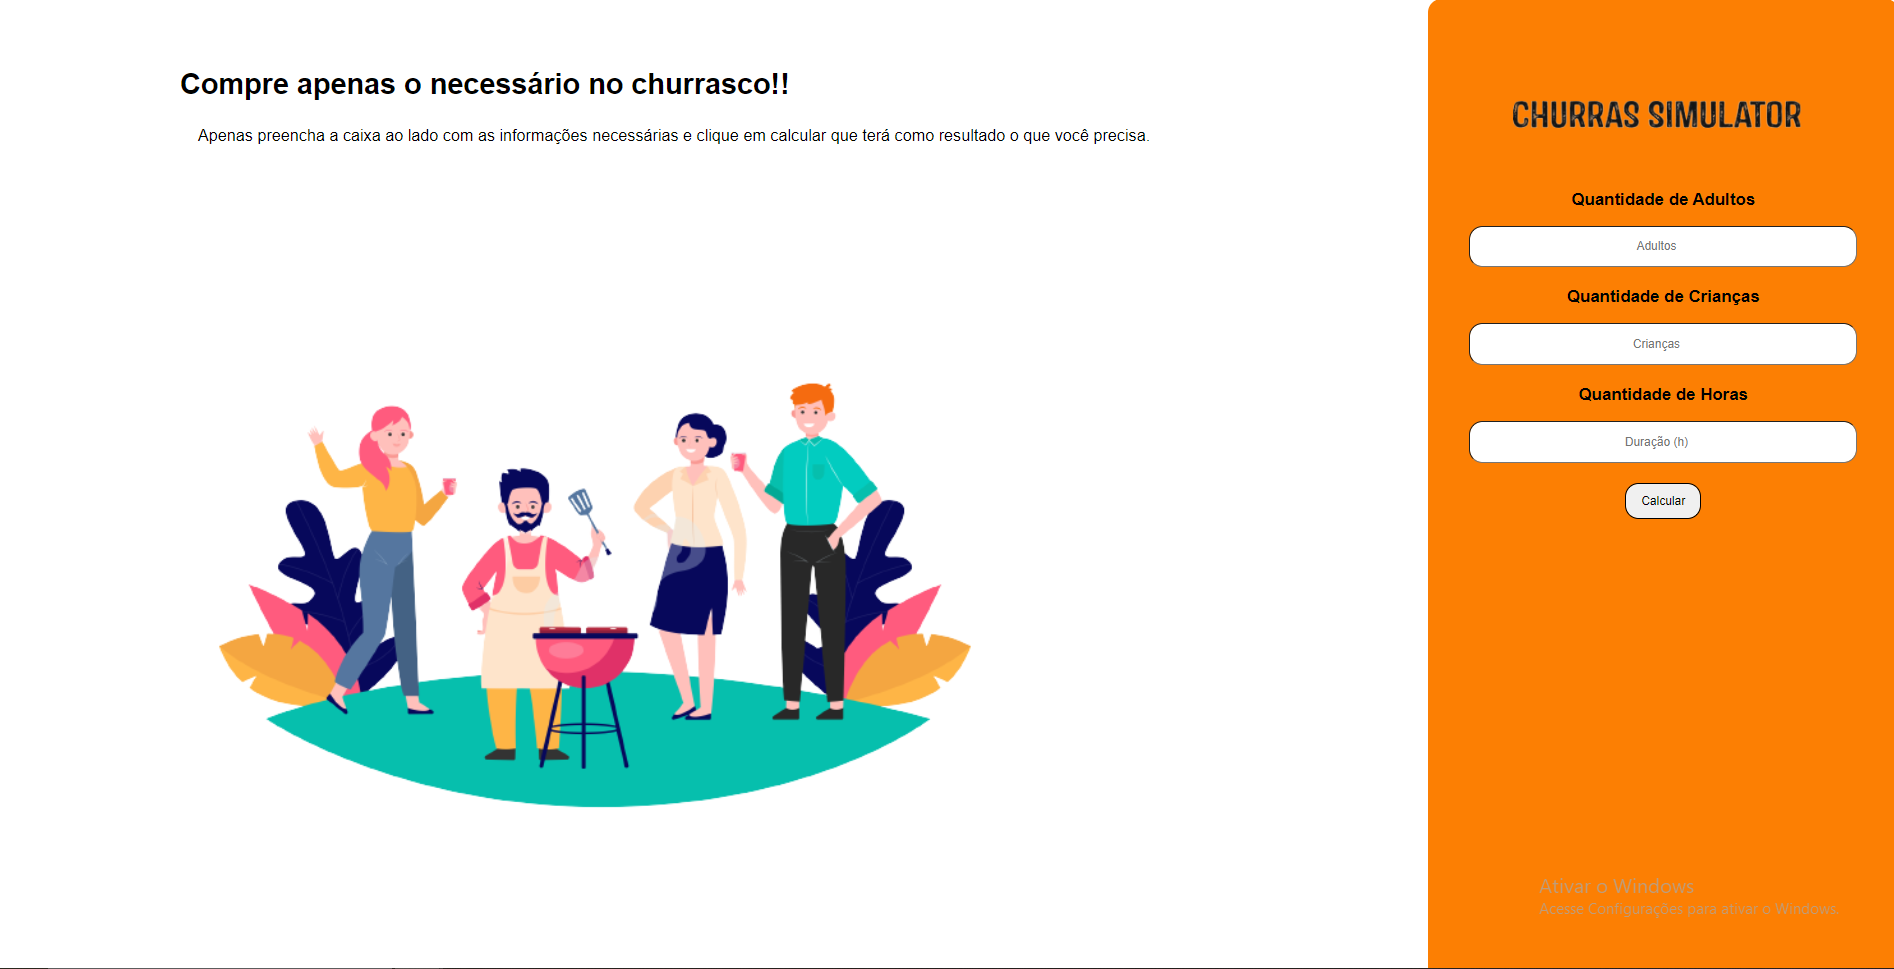 Compre apenas o necessário no churrasco!!
Apenas preencha a caixa ao lado com as informações necessárias e clique em calcular que terá como resultado o que você precisa.
CHURRAS SIMULATOR
Quantidade de Adultos
Adultos
Quantidade de Crianças
Crianças
Quantidade de Horas
Duração (h)
Calcular
Ativar o Windows
Acesse Configurações para ativar o Windows.